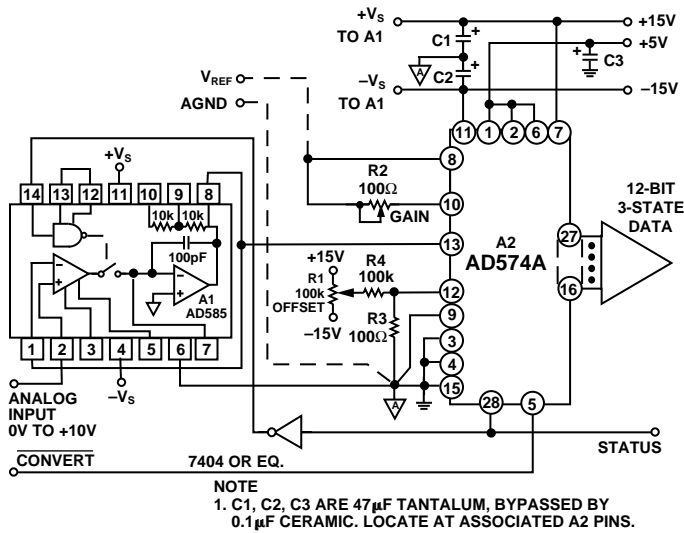 +VS
TO A1
C1
+
A
+
C2
–VS
TO A1
+15V
+5V
+
C3
–15V
VREF
AGND
11
1
2
6
7
8
R2
100Ω
GAIN
10
13
A2
AD574A
12-BIT
3-STATE
DATA
27
16
+VS
14
13
12
11
10
9
8
10k
10k
100pF
–
+
–
+
A1
AD585
+15V
R1
100k
OFFSET
–15V
R4
100k
12
R3
100Ω
9
3
4
15
A
1
2
3
4
5
6
7
–VS
28
5
ANALOG
INPUT
0V TO +10V
STATUS
CONVERT
7404 OR EQ.
NOTE
1. C1, C2, C3 ARE 47μF TANTALUM, BYPASSED BY
0.1μF CERAMIC. LOCATE AT ASSOCIATED A2 PINS.